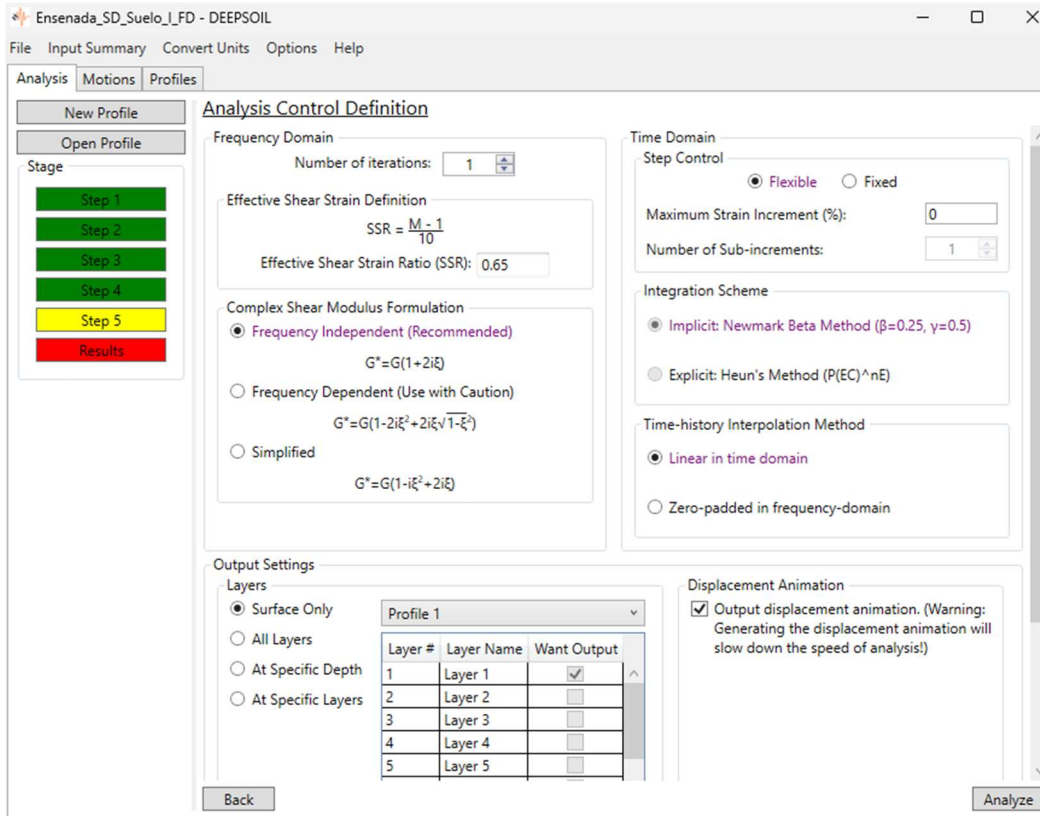 Ensenada_SD_Suelo_I_FD - DEEPSOIL
File Input Summary Convert Units Options Help
Analysis Motions Profiles
New Profile
Open Profile
Stage
Step 1
Step 2
Step 3
Step 4
Step 5
Results
Analysis Control Definition
Frequency Domain
Number of iterations: 1
Effective Shear Strain Definition
SSR = M - 1
10
Effective Shear Strain Ratio (SSR): 0.65
Complex Shear Modulus Formulation
Frequency Independent (Recommended)
G*=G(1+2iξ)
Frequency Dependent (Use with Caution)
G*=G(1-2iξ²+2iξ√1-ξ²)
Simplified
G*=G(1-iξ²+2iξ)
Time Domain
Step Control
Flexible Fixed
Maximum Strain Increment (%): 0
Number of Sub-increments: 1
Integration Scheme
Implicit: Newmark Beta Method (β=0.25, γ=0.5)
Explicit: Heun's Method (P(EC)^nE)
Time-history Interpolation Method
Linear in time domain
Zero-padded in frequency-domain
Output Settings
Layers
Surface Only
All Layers
At Specific Depth
At Specific Layers
Profile 1
Layer # Layer Name Want Output
1 Layer 1
2 Layer 2
3 Layer 3
4 Layer 4
5 Layer 5
Displacement Animation
Output displacement animation. (Warning:
Generating the displacement animation will
slow down the speed of analysis!)
Back
Analyze